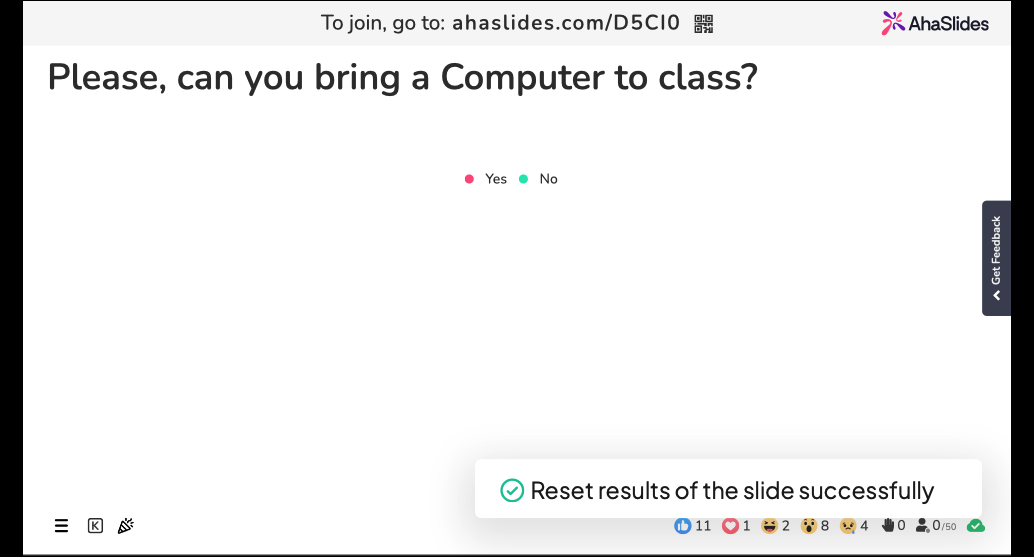 To join, go to: ahaslides.com/D5CI0
AhaSlides
Please, can you bring a Computer to class?
Yes No
Get Feedback
Reset results of the slide successfully
K
11 1 2 8 4 0 0/50